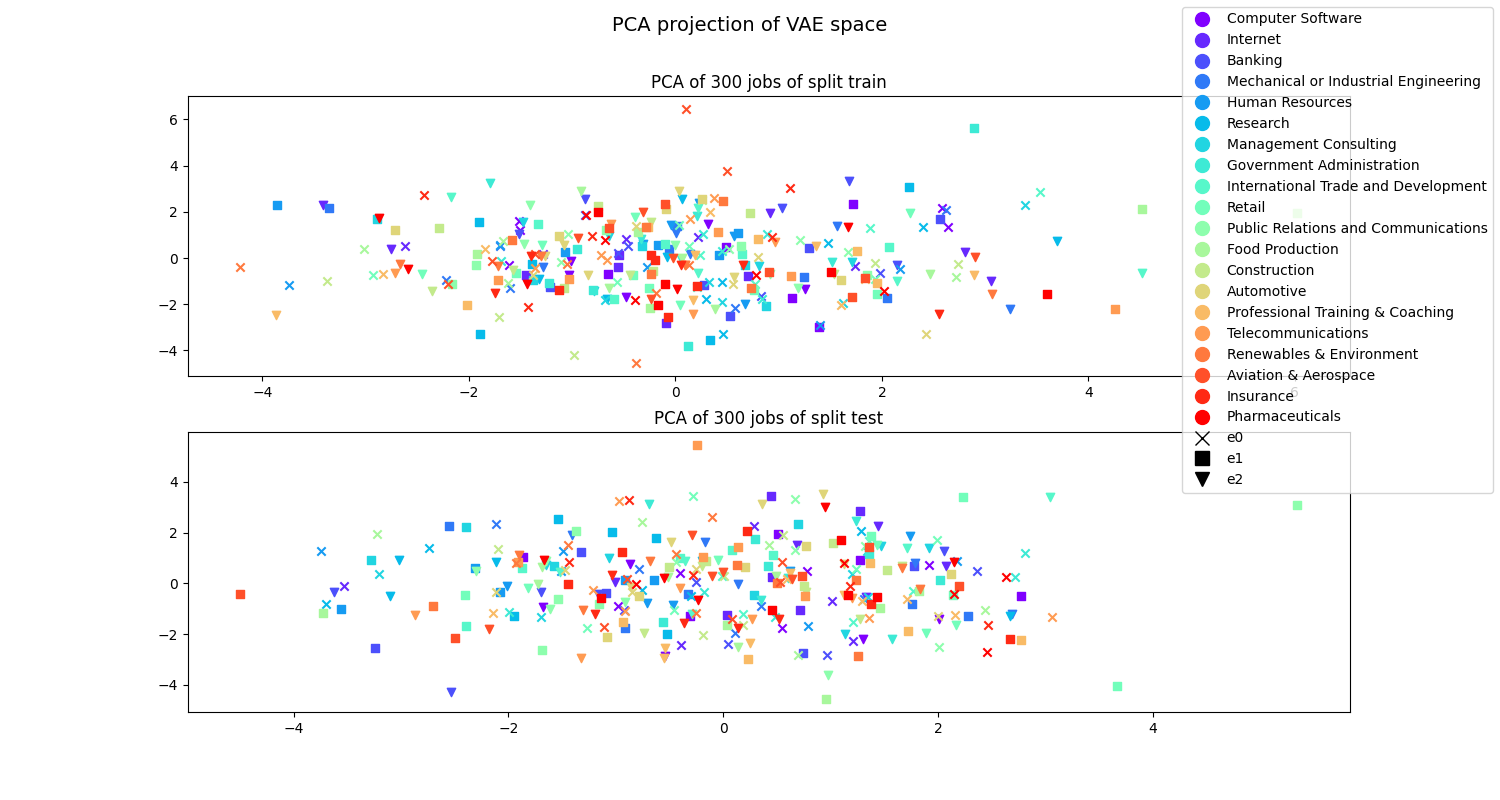 PCA projection of VAE space
PCA of 300 jobs of split train
6
4
2
0
−2
−4
−4
−2
0
2
4
6
PCA of 300 jobs of split test
4
2
0
−2
−4
−4
−2
0
2
4
Computer Software
Internet
Banking
Mechanical or Industrial Engineering
Human Resources
Research
Management Consulting
Government Administration
International Trade and Development
Retail
Public Relations and Communications
Food Production
Construction
Automotive
Professional Training & Coaching
Telecommunications
Renewables & Environment
Aviation & Aerospace
Insurance
Pharmaceuticals
e0
e1
e2